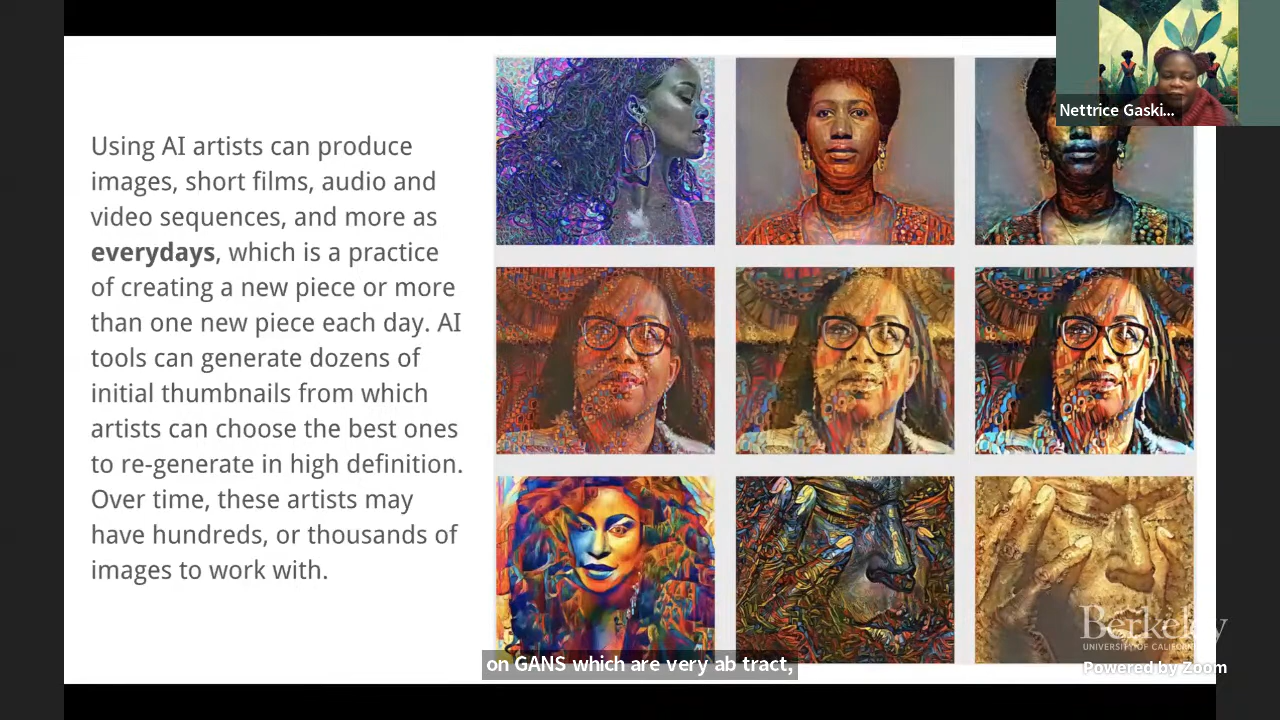 Nettrice Gaski...
Using AI artists can produce
images, short films, audio and
video sequences, and more as
everydays, which is a practice
of creating a new piece or more
than one new piece each day. AI
tools can generate dozens of
initial thumbnails from which
artists can choose the best ones
to re-generate in high definition.
Over time, these artists may
have hundreds, or thousands of
images to work with.
Berkeley
UNIVERSITY OF CALIFORNIA
on GANS which are very ab tract,
Powered by Zoom